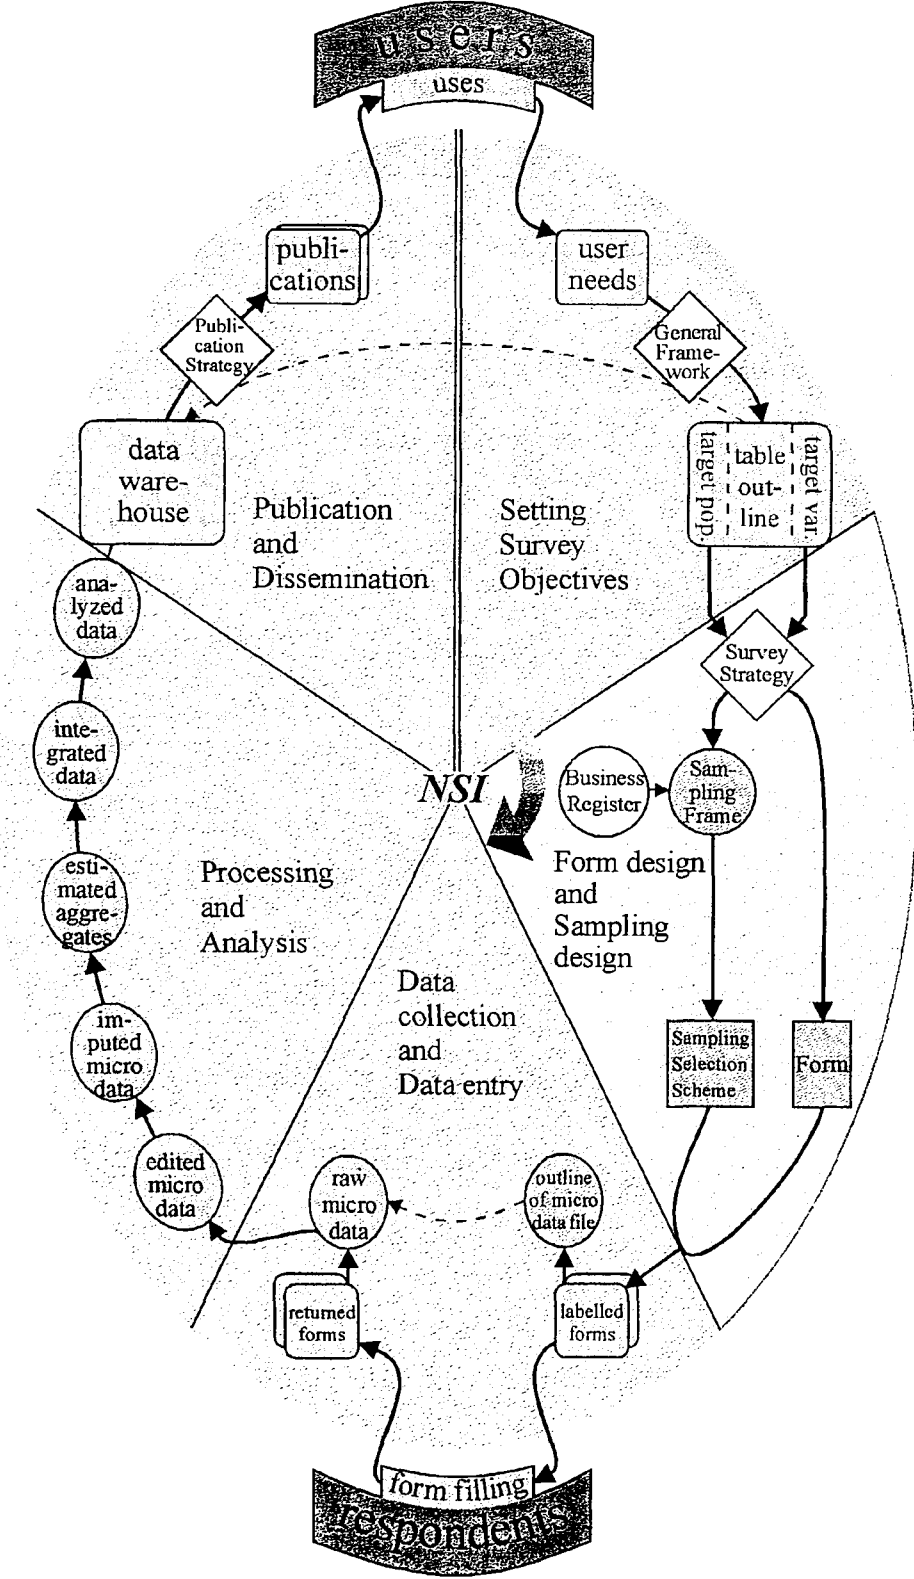 users
uses
publi-
cations
user
needs
Publi-
cation
Strategy
General
Frame-
work
data
ware-
house
target pop.
table
out-
line
target var.
Publication
and
Dissemination
Setting
Survey
Objectives
ana-
lyzed
data
Survey
Strategy
inte-
grated
data
NSI
Business
Register
Sam-
pling
Frame
esti-
mated
aggre-
gates
Processing
and
Analysis
Form design
and
Sampling
design
Data
collection
and
Data entry
im-
puted
micro
data
Sampling
Selection
Scheme
Form
edited
micro
data
raw
micro
data
outline
of micro
data file
returned
forms
labelled
forms
form filling
respondents